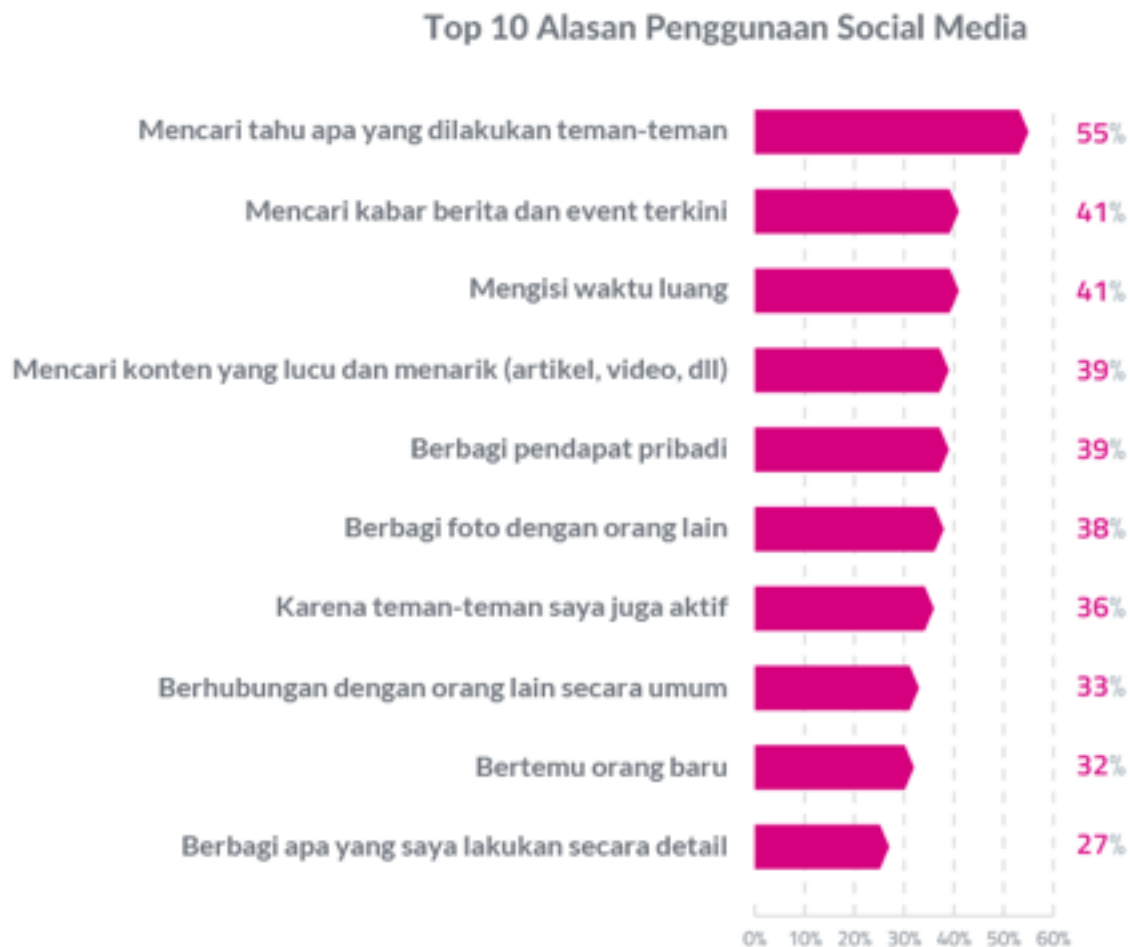 Top 10 Alasan Penggunaan Social Media
Mencari tahu apa yang dilakukan teman-teman 55%
Mencari kabar berita dan event terkini 41%
Mengisi waktu luang 41%
Mencari konten yang lucu dan menarik (artikel, video, dll) 39%
Berbagi pendapat pribadi 39%
Berbagi foto dengan orang lain 38%
Karena teman-teman saya juga aktif 36%
Berhubungan dengan orang lain secara umum 33%
Bertemu orang baru 32%
Berbagi apa yang saya lakukan secara detail 27%
0% 10% 20% 30% 40% 50% 60%